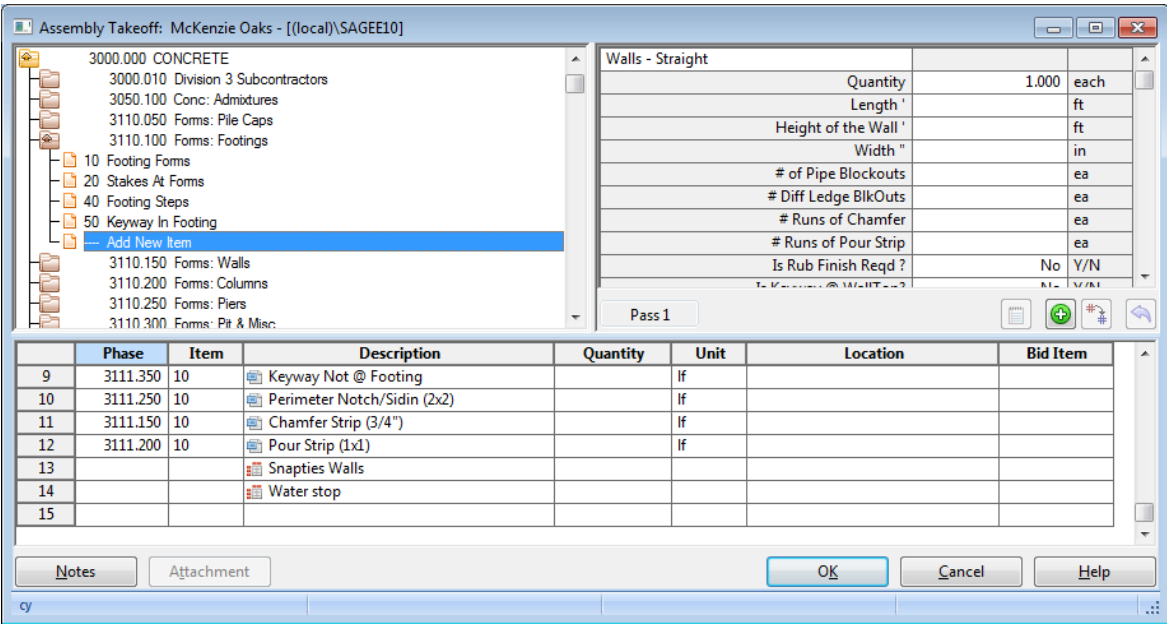 Assembly Takeoff: McKenzie Oaks - [(local)\SAGEE10]
3000.000 CONCRETE
3000.010 Division 3 Subcontractors
3050.100 Conc: Admixtures
3110.050 Forms: Pile Caps
3110.100 Forms: Footings
10 Footing Forms
20 Stakes At Forms
40 Footing Steps
50 Keyway In Footing
--- Add New Item
3110.150 Forms: Walls
3110.200 Forms: Columns
3110.250 Forms: Piers
3110.300 Forms: Pit & Misc
Walls - Straight
Quantity 1.000 each
Length ' ft
Height of the Wall ' ft
Width " in
# of Pipe Blockouts ea
# Diff Ledge BlkOuts ea
# Runs of Chamfer ea
# Runs of Pour Strip ea
Is Rub Finish Reqd ? No Y/N
Is Keyway @ WallTop? No Y/N
Pass 1
Phase Item Description Quantity Unit Location Bid Item
9 3111.350 10 Keyway Not @ Footing lf
10 3111.250 10 Perimeter Notch/Sidin (2x2) lf
11 3111.150 10 Chamfer Strip (3/4") lf
12 3111.200 10 Pour Strip (1x1) lf
13 Snapties Walls
14 Water stop
15
Notes Attachment OK Cancel Help
cy